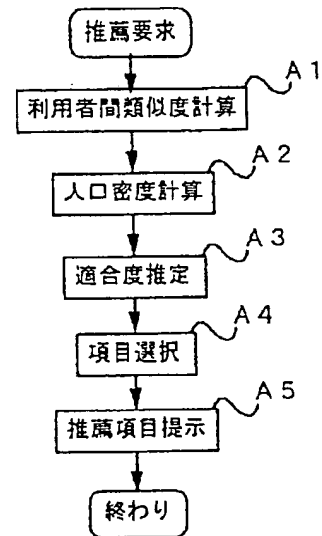 推薦要求
A1
利用者間類似度計算
A2
人口密度計算
A3
適合度推定
A4
項目選択
A5
推薦項目提示
終わり